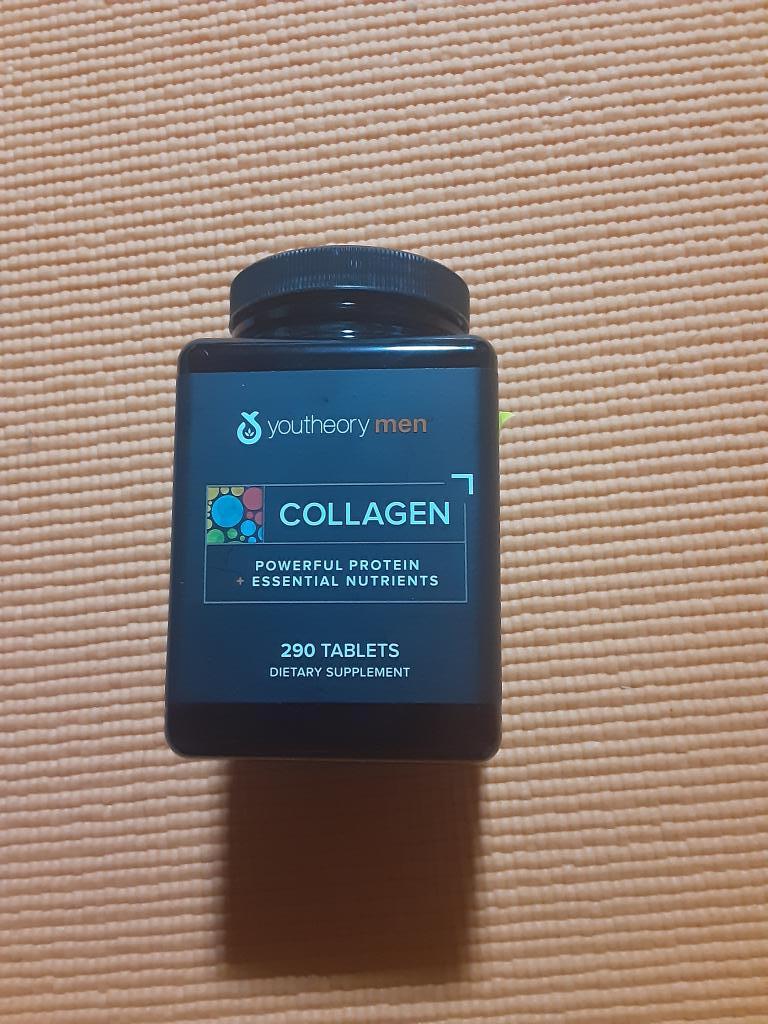 youtheory men
COLLAGEN
POWERFUL PROTEIN
+ ESSENTIAL NUTRIENTS
290 TABLETS
DIETARY SUPPLEMENT